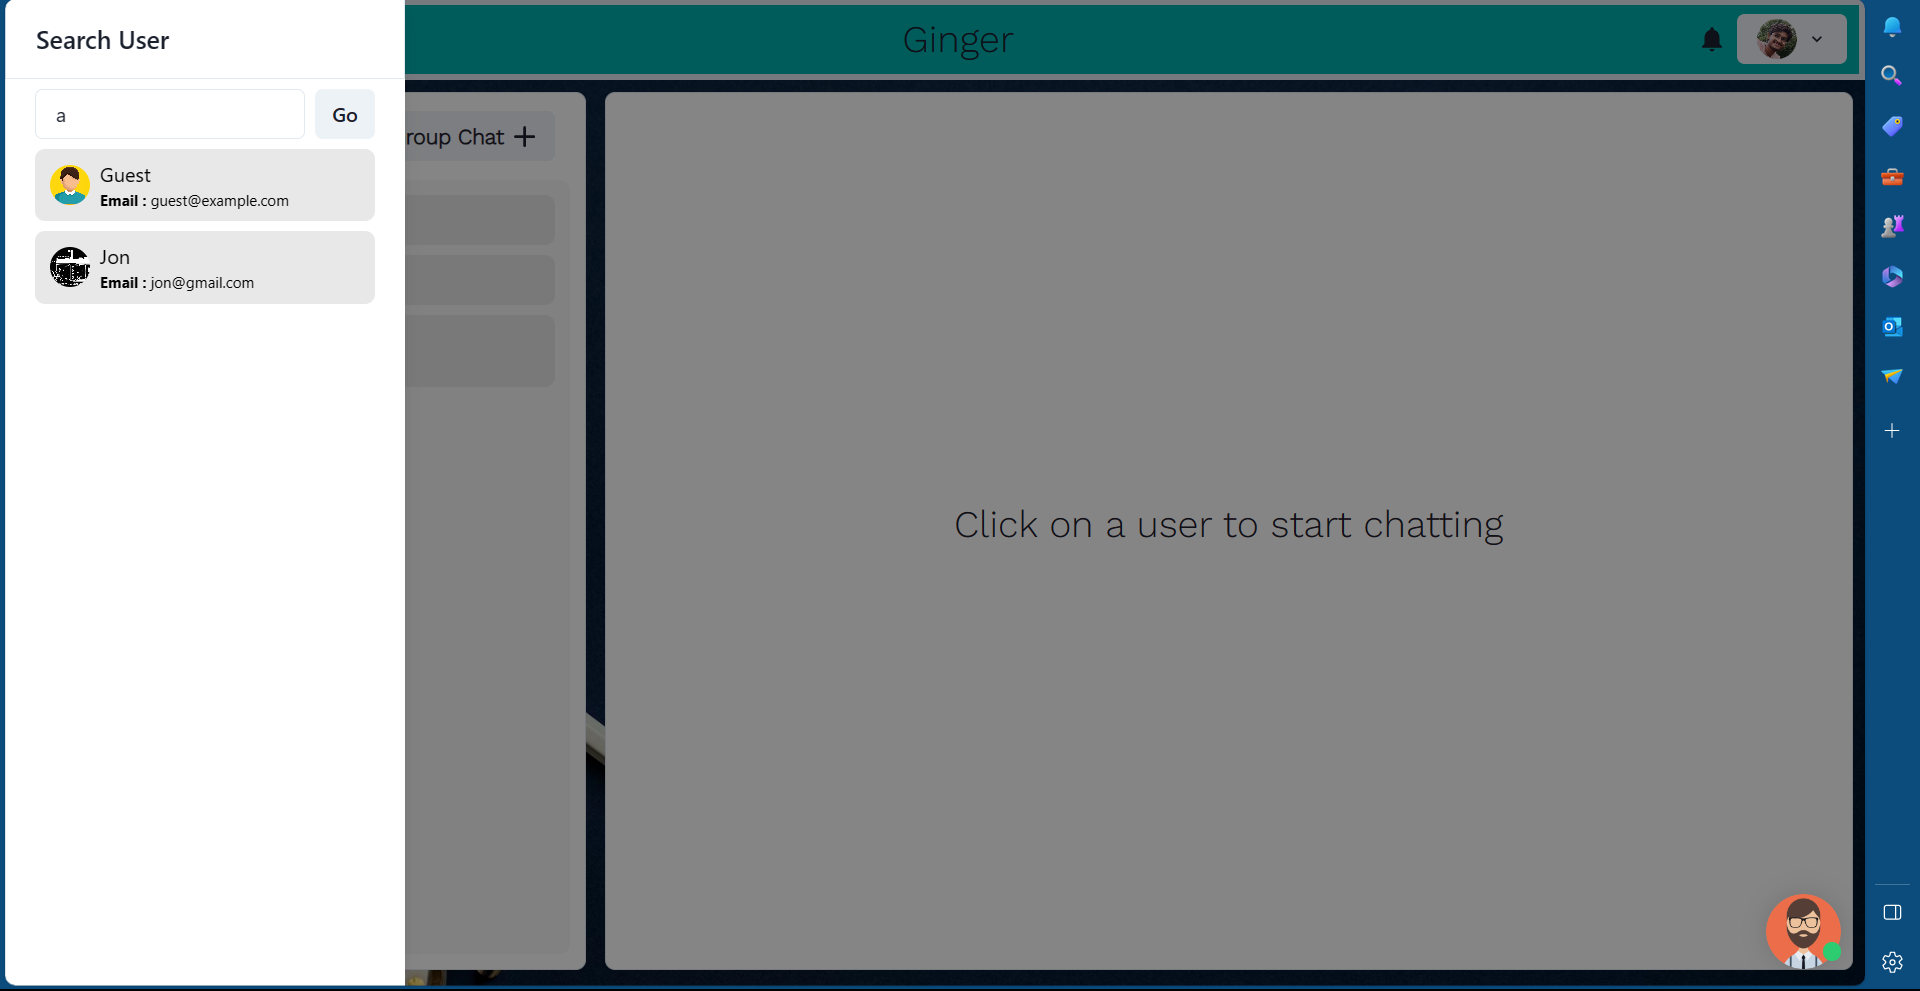 Search User
a
Go
Guest
Email : guest@example.com
Jon
Email : jon@gmail.com
Ginger
roup Chat
Click on a user to start chatting